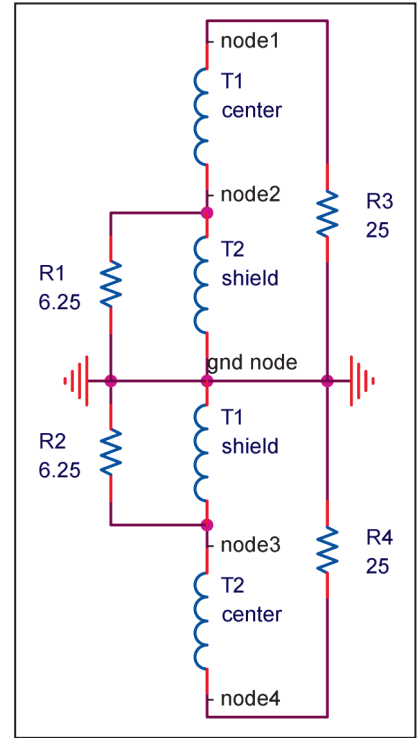 node1
T1
center
node2
R3
25
T2
shield
R1
6.25
gnd node
T1
shield
R2
6.25
node3
R4
25
T2
center
node4